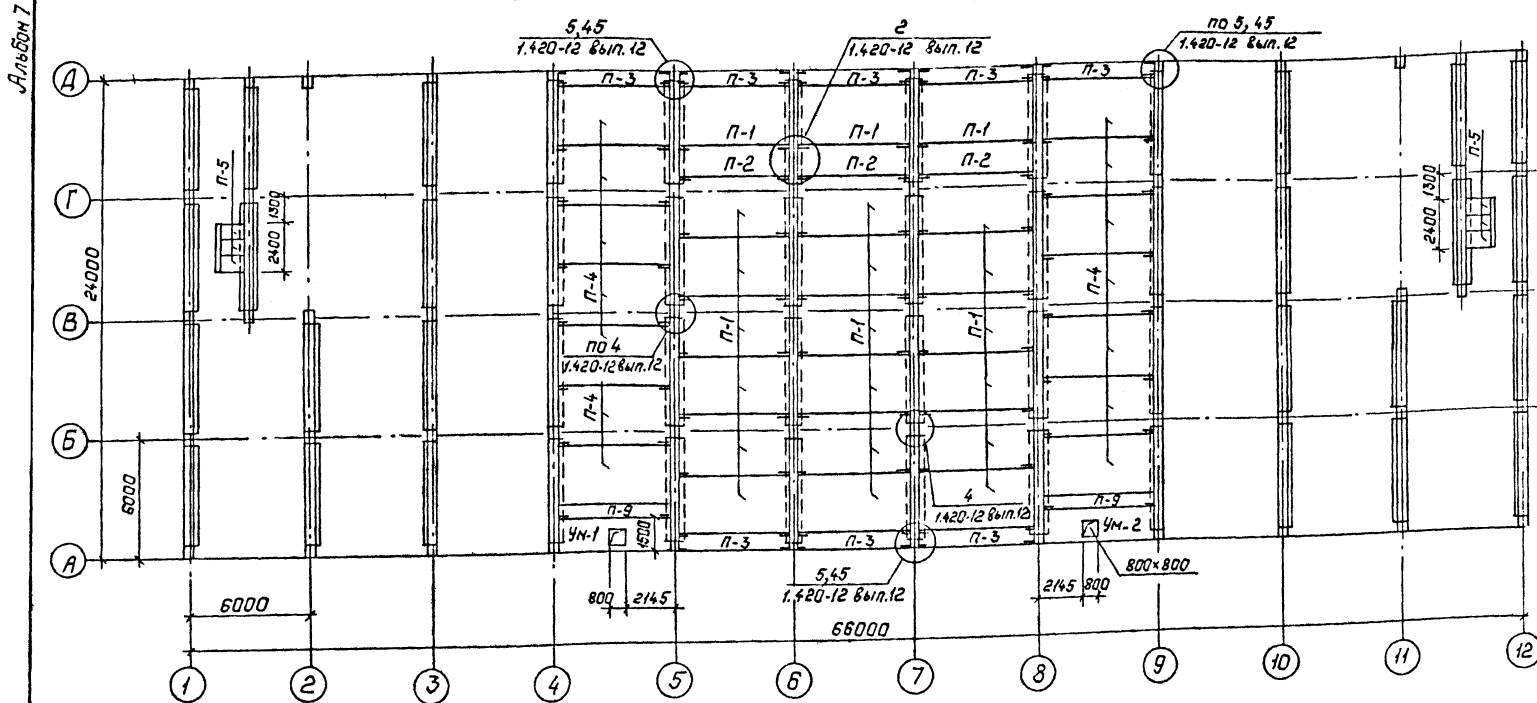 Альбом 7
5,45
1.420-12 Вып.12
2
1.420-12 Вып.12
по 5, 45
1.420-12 Вып.12
Д
П-3
П-3
П-3
П-3
П-3
П-1
П-1
П-1
П-2
П-2
П-2
П-5
П-5
Г
1300
2400
1300
2400
24000
П-4
П-4
В
П-1
П-1
П-1
по 4
1.420-12 Вып.12
П-4
Б
6000
4
1.420-12 Вып.12
П-9
П-9
Ум-1
1500
Ум-2
А
П-3
П-3
П-3
800×800
5,45
1.420-12 Вып.12
800
2145
2145
800
6000
66000
1
2
3
4
5
6
7
8
9
10
11
12